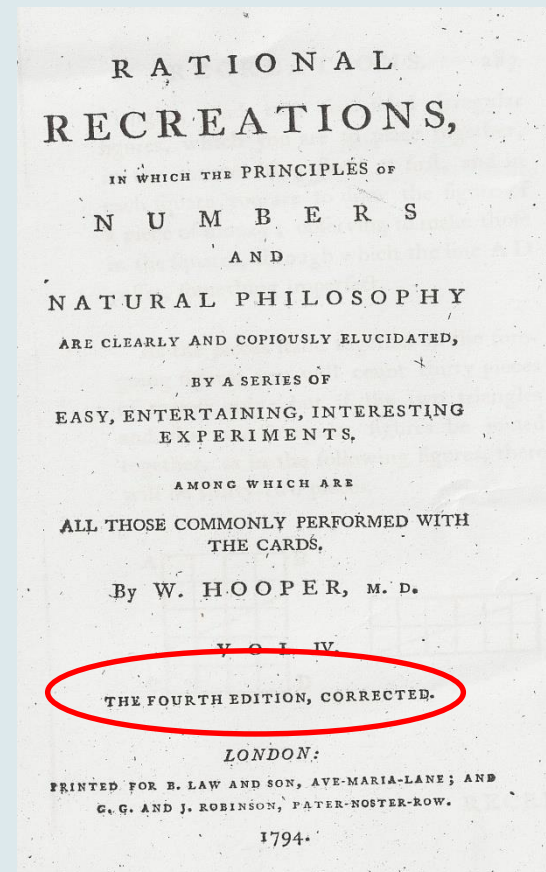 RATIONAL
RECREATIONS,
IN WHICH THE PRINCIPLES OF
NUMBERS
AND
NATURAL PHILOSOPHY
ARE CLEARLY AND COPIOUSLY ELUCIDATED,
BY A SERIES OF
EASY, ENTERTAINING, INTERESTING
EXPERIMENTS.
AMONG WHICH ARE
ALL THOSE COMMONLY PERFORMED WITH
THE CARDS.
By W. HOOPER, M. D.
VOL. IV.
THE FOURTH EDITION, CORRECTED.
LONDON:
PRINTED FOR B. LAW AND SON, AVE-MARIA-LANE; AND
G. G. AND J. ROBINSON, PATER-NOSTER-ROW.
1794.